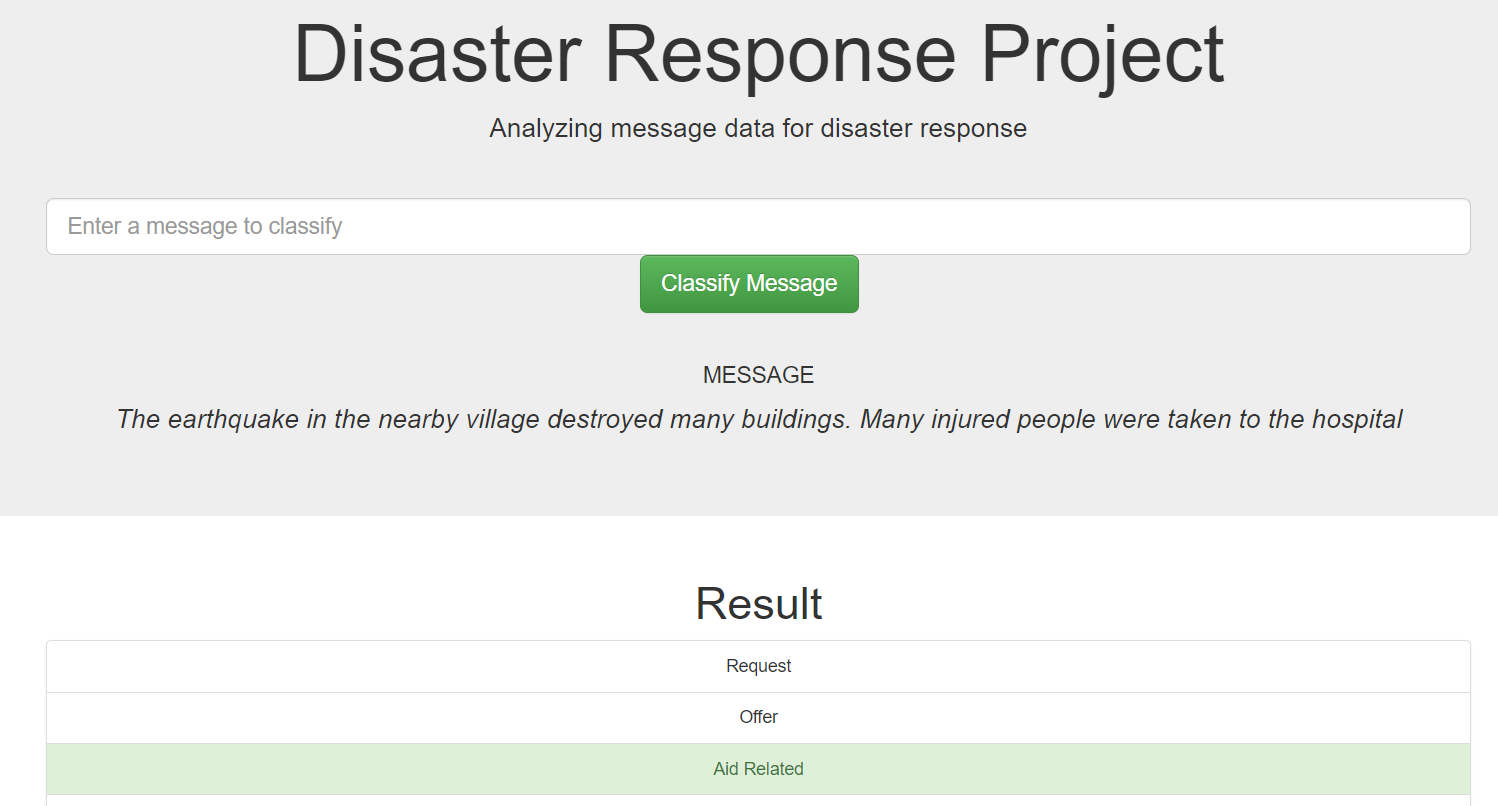 Disaster Response Project
Analyzing message data for disaster response
Enter a message to classify
Classify Message
MESSAGE
The earthquake in the nearby village destroyed many buildings. Many injured people were taken to the hospital
Result
Request
Offer
Aid Related